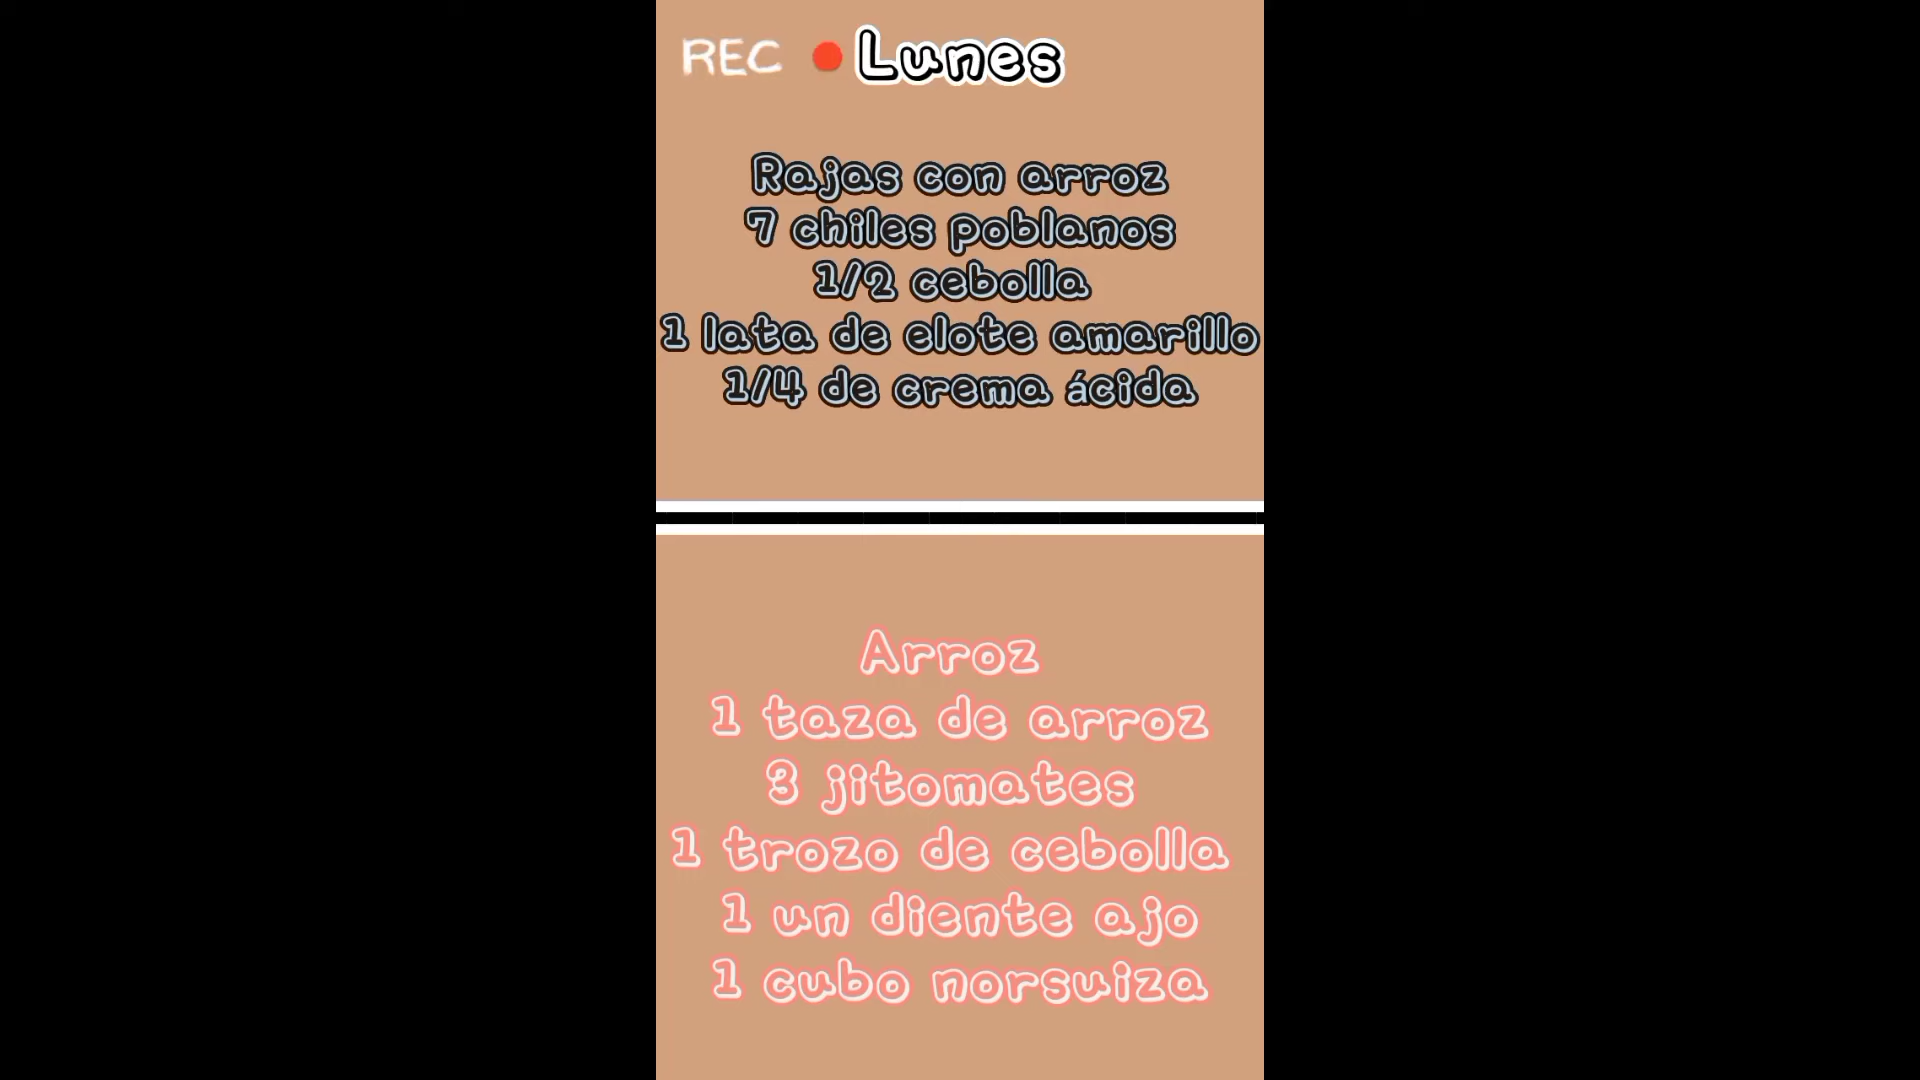 REC Lunes
Rajas con arroz
7 chiles poblanos
1/2 cebolla
1 lata de elote amarillo
1/4 de crema ácida
Arroz
1 taza de arroz
3 jitomates
1 trozo de cebolla
1 un diente ajo
1 cubo norsuiza